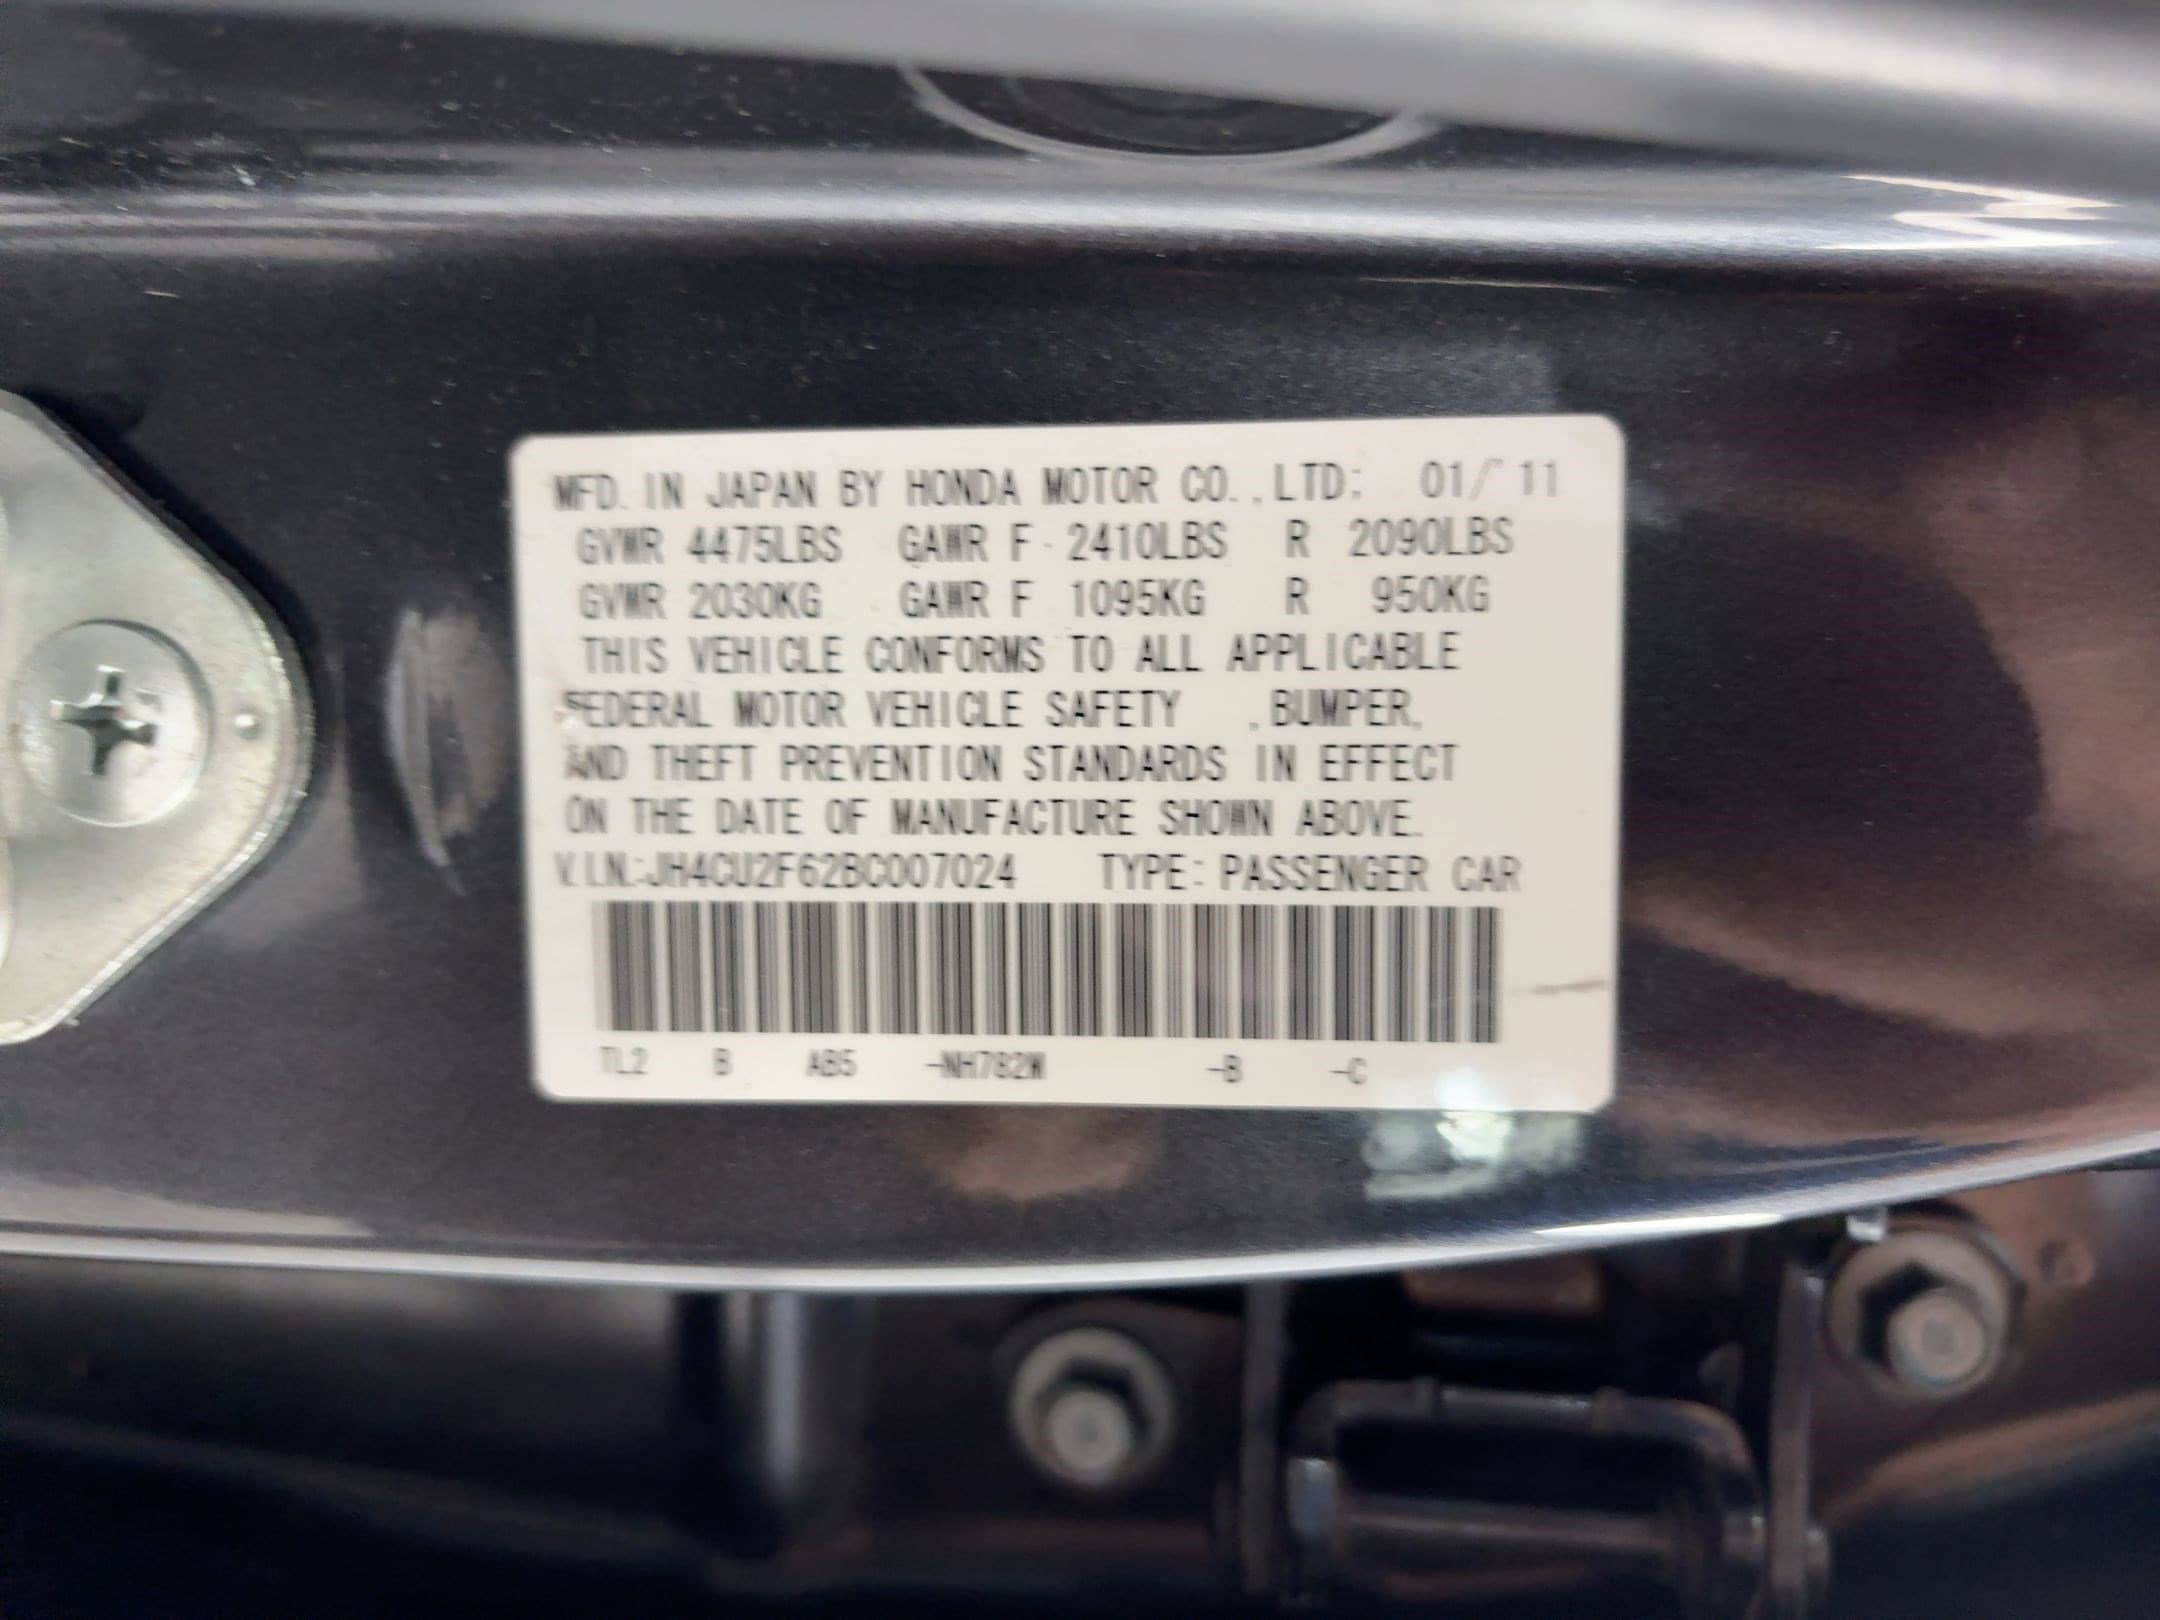 MFD. IN JAPAN BY HONDA MOTOR CO.,LTD: 01/'11
GVWR 4475LBS GAWR F 2410LBS R 2090LBS
GVWR 2030KG GAWR F 1095KG R 950KG
THIS VEHICLE CONFORMS TO ALL APPLICABLE
FEDERAL MOTOR VEHICLE SAFETY ,BUMPER,
AND THEFT PREVENTION STANDARDS IN EFFECT
ON THE DATE OF MANUFACTURE SHOWN ABOVE.
V.I.N:JH4CU2F62BC007024 TYPE: PASSENGER CAR
TL2 B AB5 -NH782M -B -C